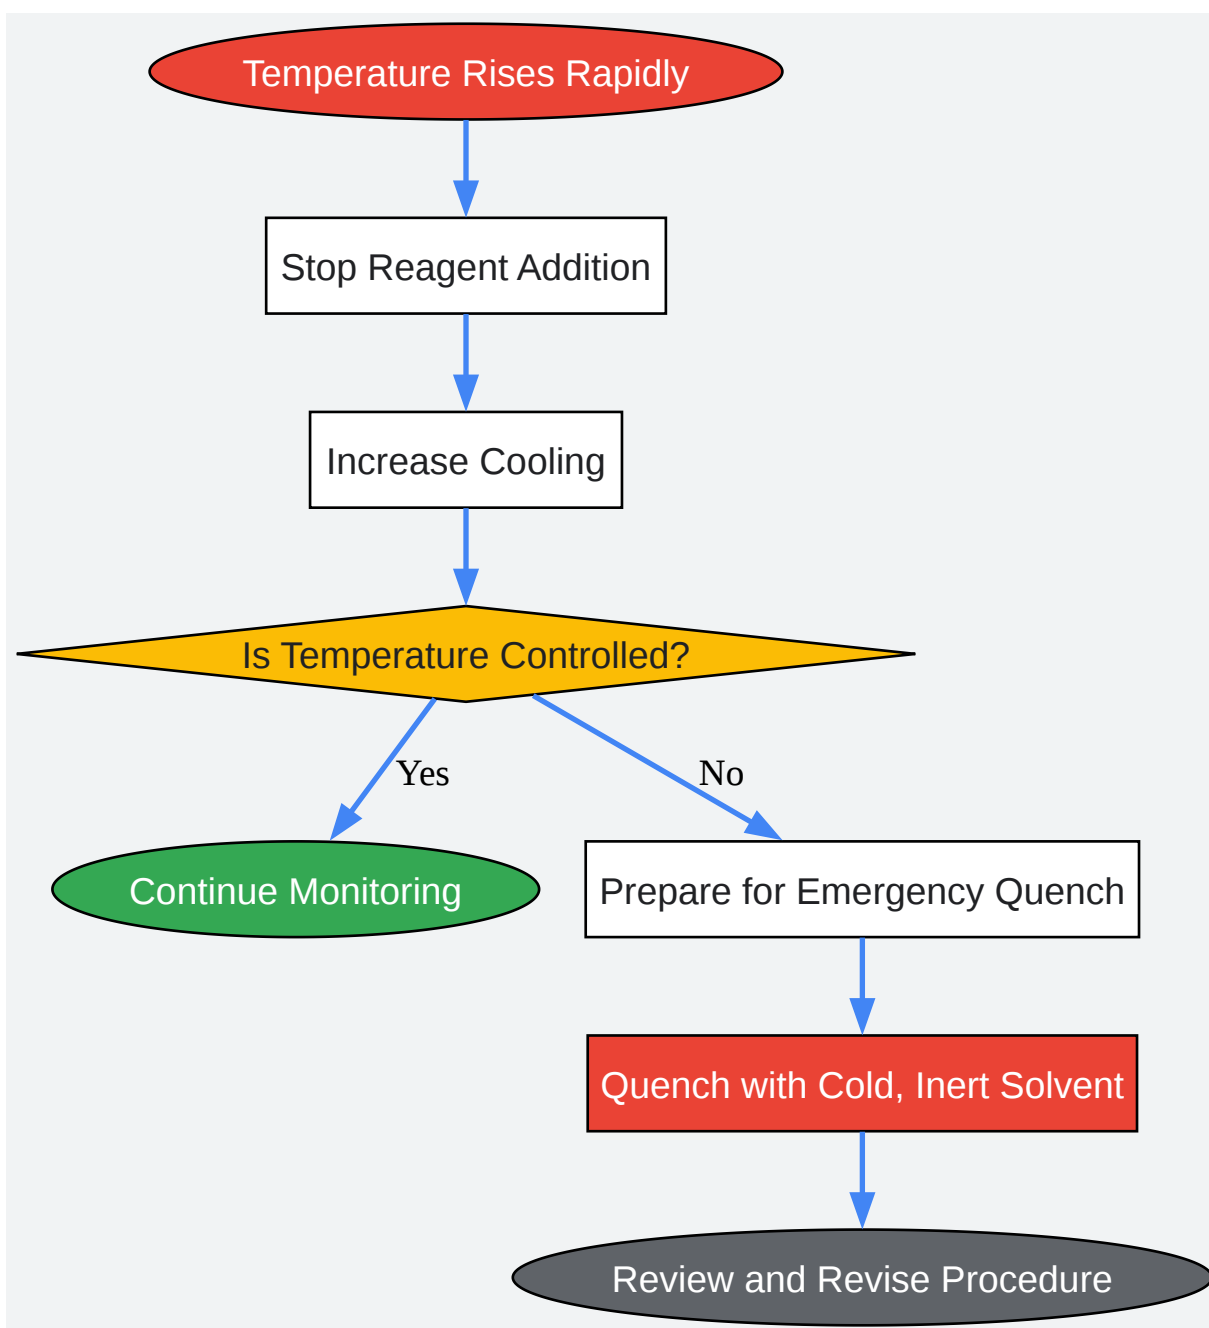 Temperature Rises Rapidly
Stop Reagent Addition
Increase Cooling
Is Temperature Controlled?
Yes
No
Continue Monitoring
Prepare for Emergency Quench
Quench with Cold, Inert Solvent
Review and Revise Procedure